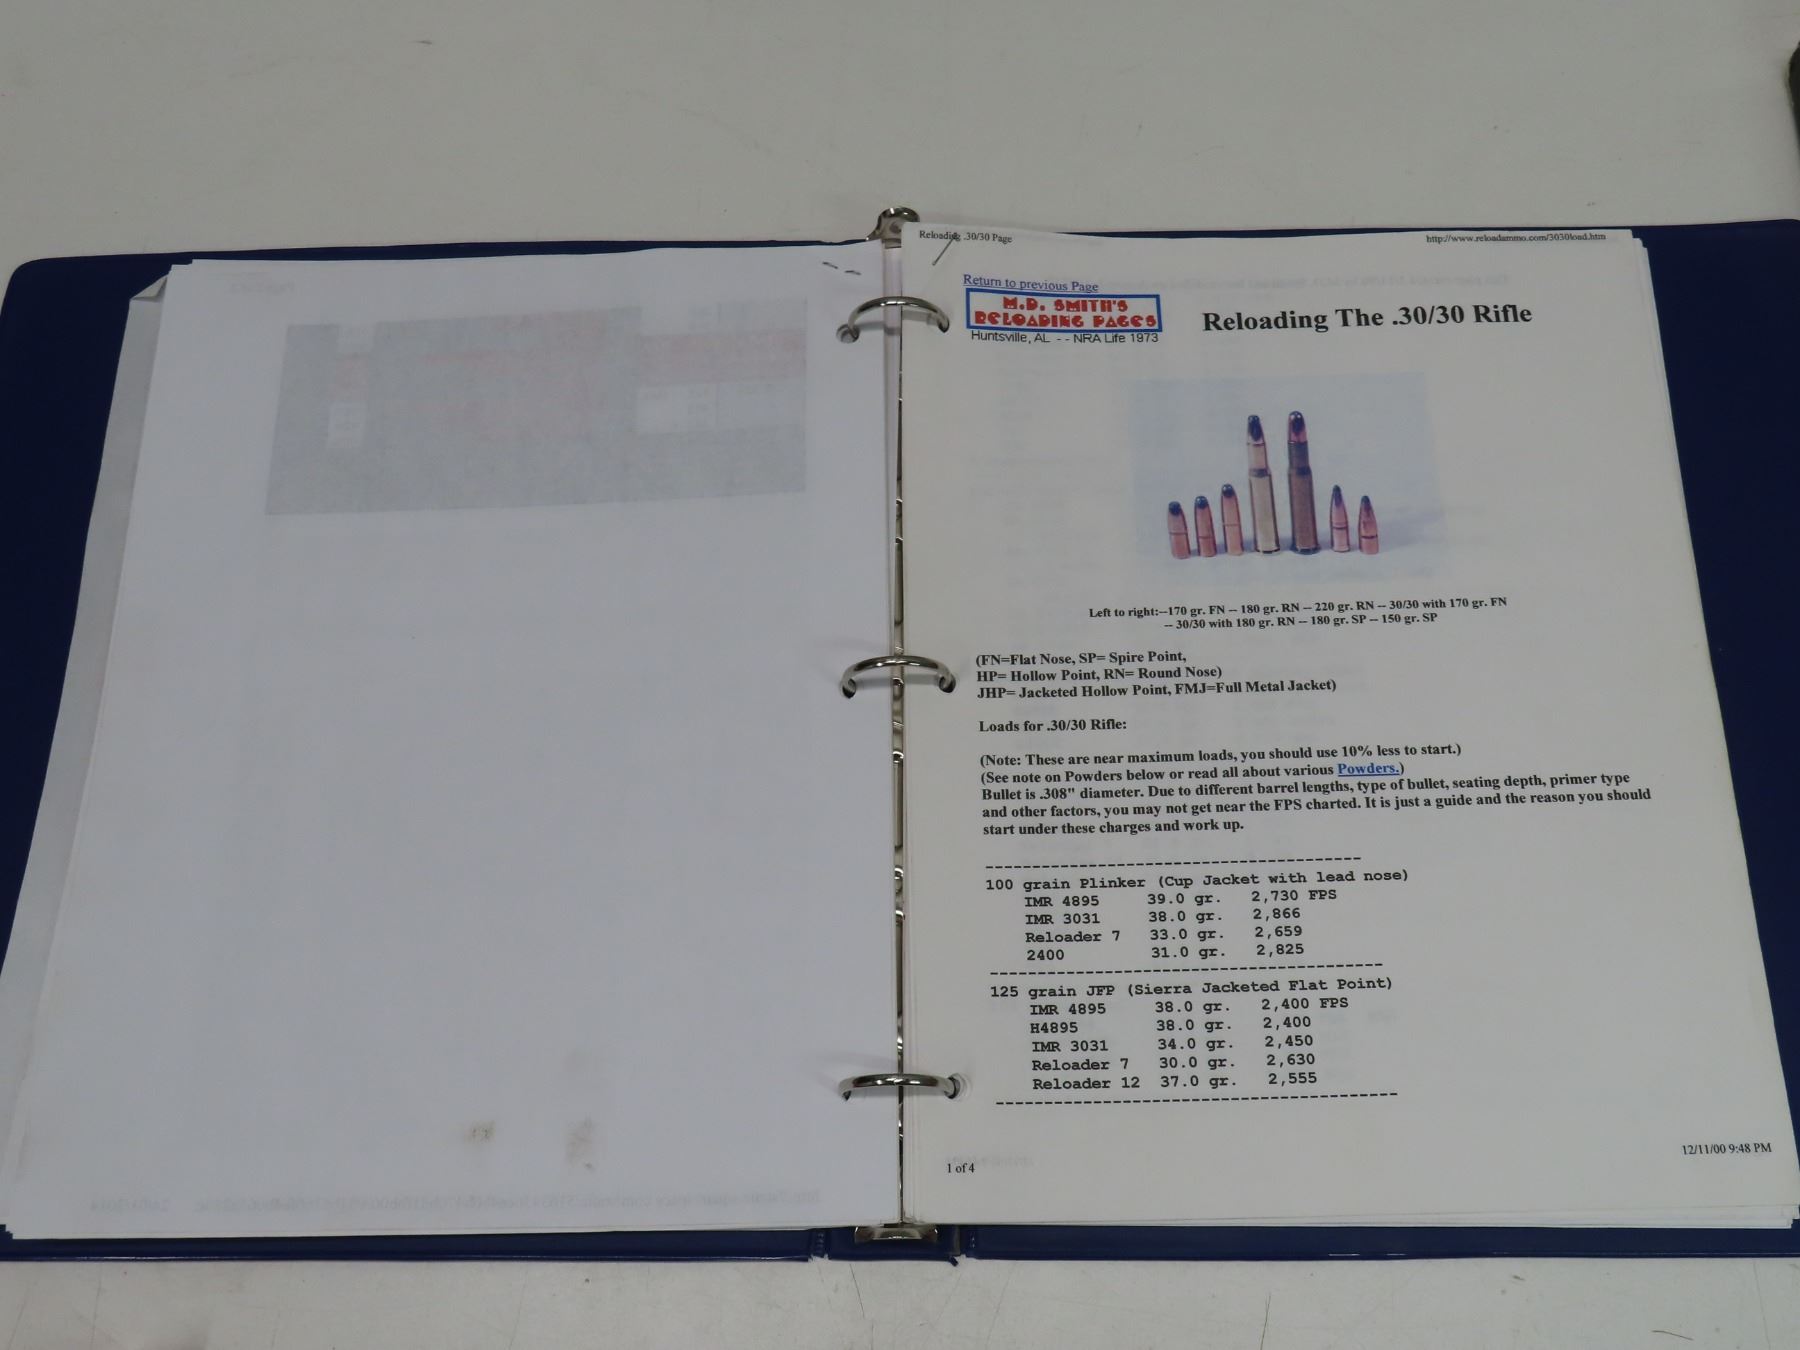 Reloading .30/30 Page
http://www.reloadammo.com/3030load.htm
Return to previous Page
M.D. SMITH'S
RELOADING PAGES
Huntsville, AL - - NRA Life 1973
Reloading The .30/30 Rifle
Left to right:--170 gr. FN -- 180 gr. RN -- 220 gr. RN -- 30/30 with 170 gr. FN
-- 30/30 with 180 gr. RN -- 180 gr. SP -- 150 gr. SP
(FN=Flat Nose, SP= Spire Point,
HP= Hollow Point, RN= Round Nose)
JHP= Jacketed Hollow Point, FMJ=Full Metal Jacket)
Loads for .30/30 Rifle:
(Note: These are near maximum loads, you should use 10% less to start.)
(See note on Powders below or read all about various Powders.)
Bullet is .308" diameter. Due to different barrel lengths, type of bullet, seating depth, primer type
and other factors, you may not get near the FPS charted. It is just a guide and the reason you should
start under these charges and work up.
100 grain Plinker (Cup Jacket with lead nose)
IMR 4895 39.0 gr. 2,730 FPS
IMR 3031 38.0 gr. 2,866
Reloader 7 33.0 gr. 2,659
2400 31.0 gr. 2,825
125 grain JFP (Sierra Jacketed Flat Point)
IMR 4895 38.0 gr. 2,400 FPS
H4895 38.0 gr. 2,400
IMR 3031 34.0 gr. 2,450
Reloader 7 30.0 gr. 2,630
Reloader 12 37.0 gr. 2,555
1 of 4
12/11/00 9:48 PM